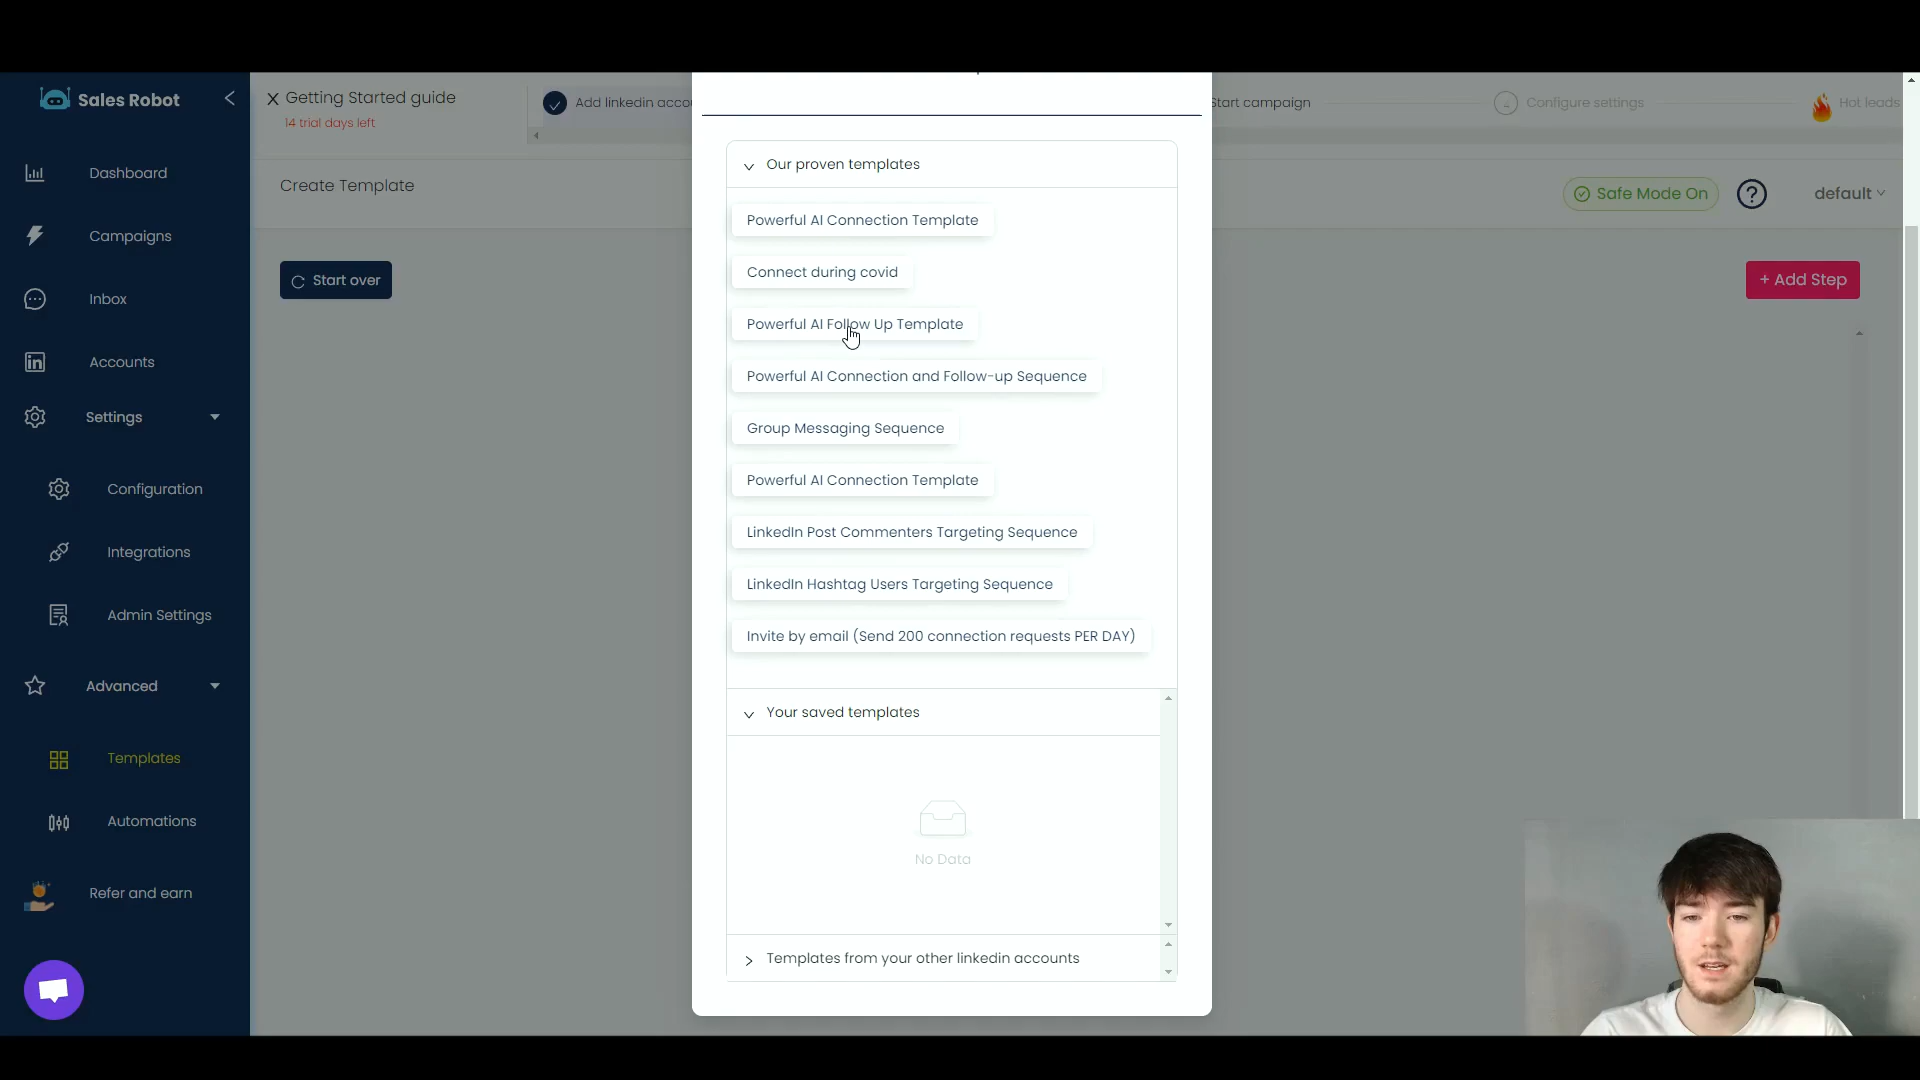 Sales Robot
Getting Started guide
14 trial days left
Add linkedin accou
Start campaign
4
Configure settings
Hot leads
Create Template
Safe Mode On
?
default
Start over
+ Add Step
Dashboard
Campaigns
Inbox
Accounts
Settings
Configuration
Integrations
Admin Settings
Advanced
Templates
Automations
Refer and earn
Our proven templates
Powerful AI Connection Template
Connect during covid
Powerful AI Follow Up Template
Powerful AI Connection and Follow-up Sequence
Group Messaging Sequence
Powerful AI Connection Template
LinkedIn Post Commenters Targeting Sequence
LinkedIn Hashtag Users Targeting Sequence
Invite by email (Send 200 connection requests PER DAY)
Your saved templates
No Data
Templates from your other linkedin accounts